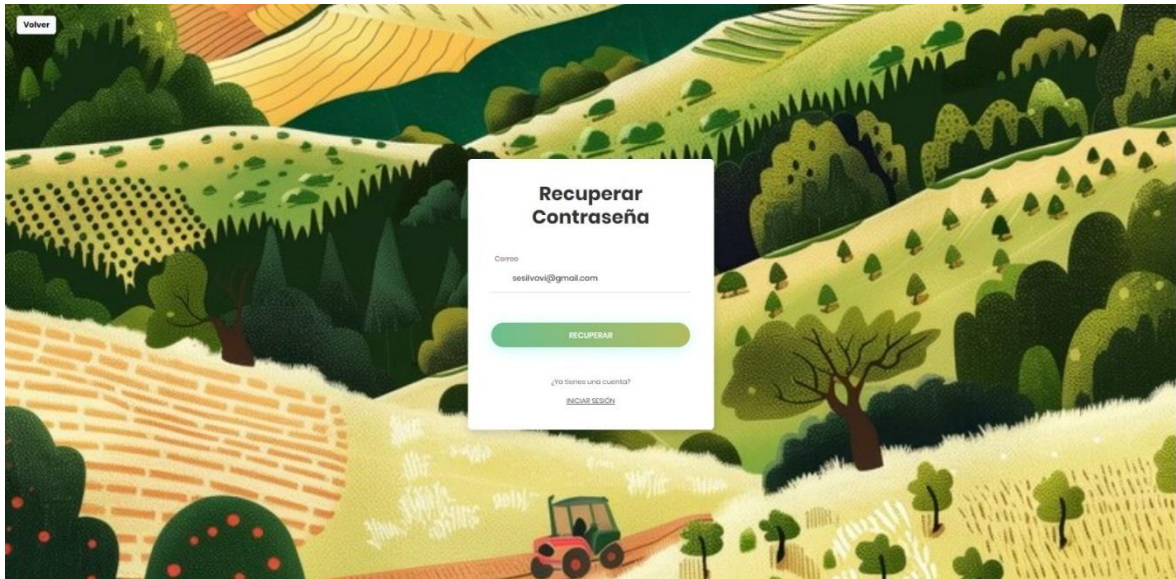 Volver
Recuperar
Contraseña
Correo
sesilvavi@gmail.com
RECUPERAR
¿Ya tienes una cuenta?
INICIAR SESIÓN